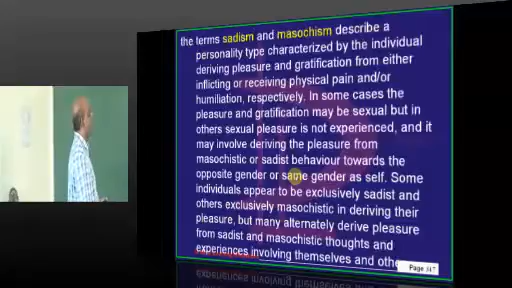 the terms sadism and masochism describe a
personality type characterized by the individual
deriving pleasure and gratification from either
inflicting or receiving physical pain and/or
humiliation, respectively. In some cases the
pleasure and gratification may be sexual but in
others sexual pleasure is not experienced, and it
may involve deriving the pleasure from
masochistic or sadist behaviour towards the
opposite gender or same gender as self. Some
individuals appear to be exclusively sadist and
others exclusively masochistic in deriving their
pleasure, but many alternately derive pleasure
from sadist and masochistic thoughts and
experiences involving themselves and
Page